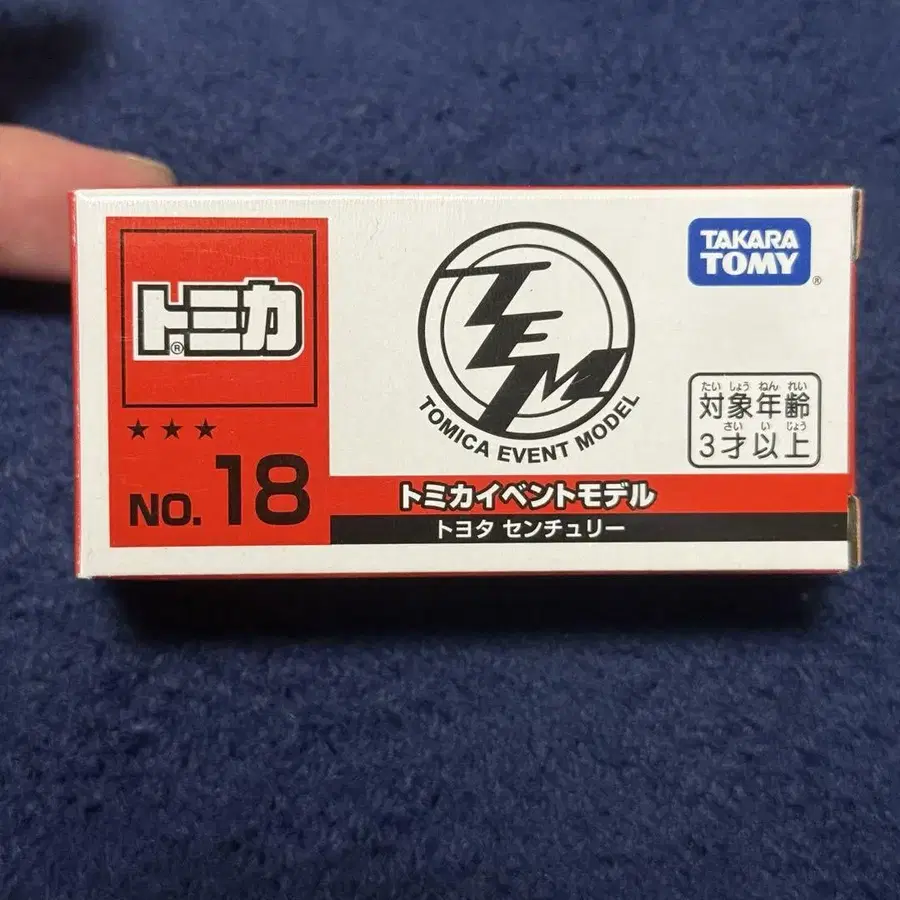 トミカ®
★★★
NO. 18
TEM
TOMICA EVENT MODEL
TAKARA
TOMY®
たいしょうねんれい
対象年齢
さいいじょう
3才以上
トミカイベントモデル
トヨタ センチュリー